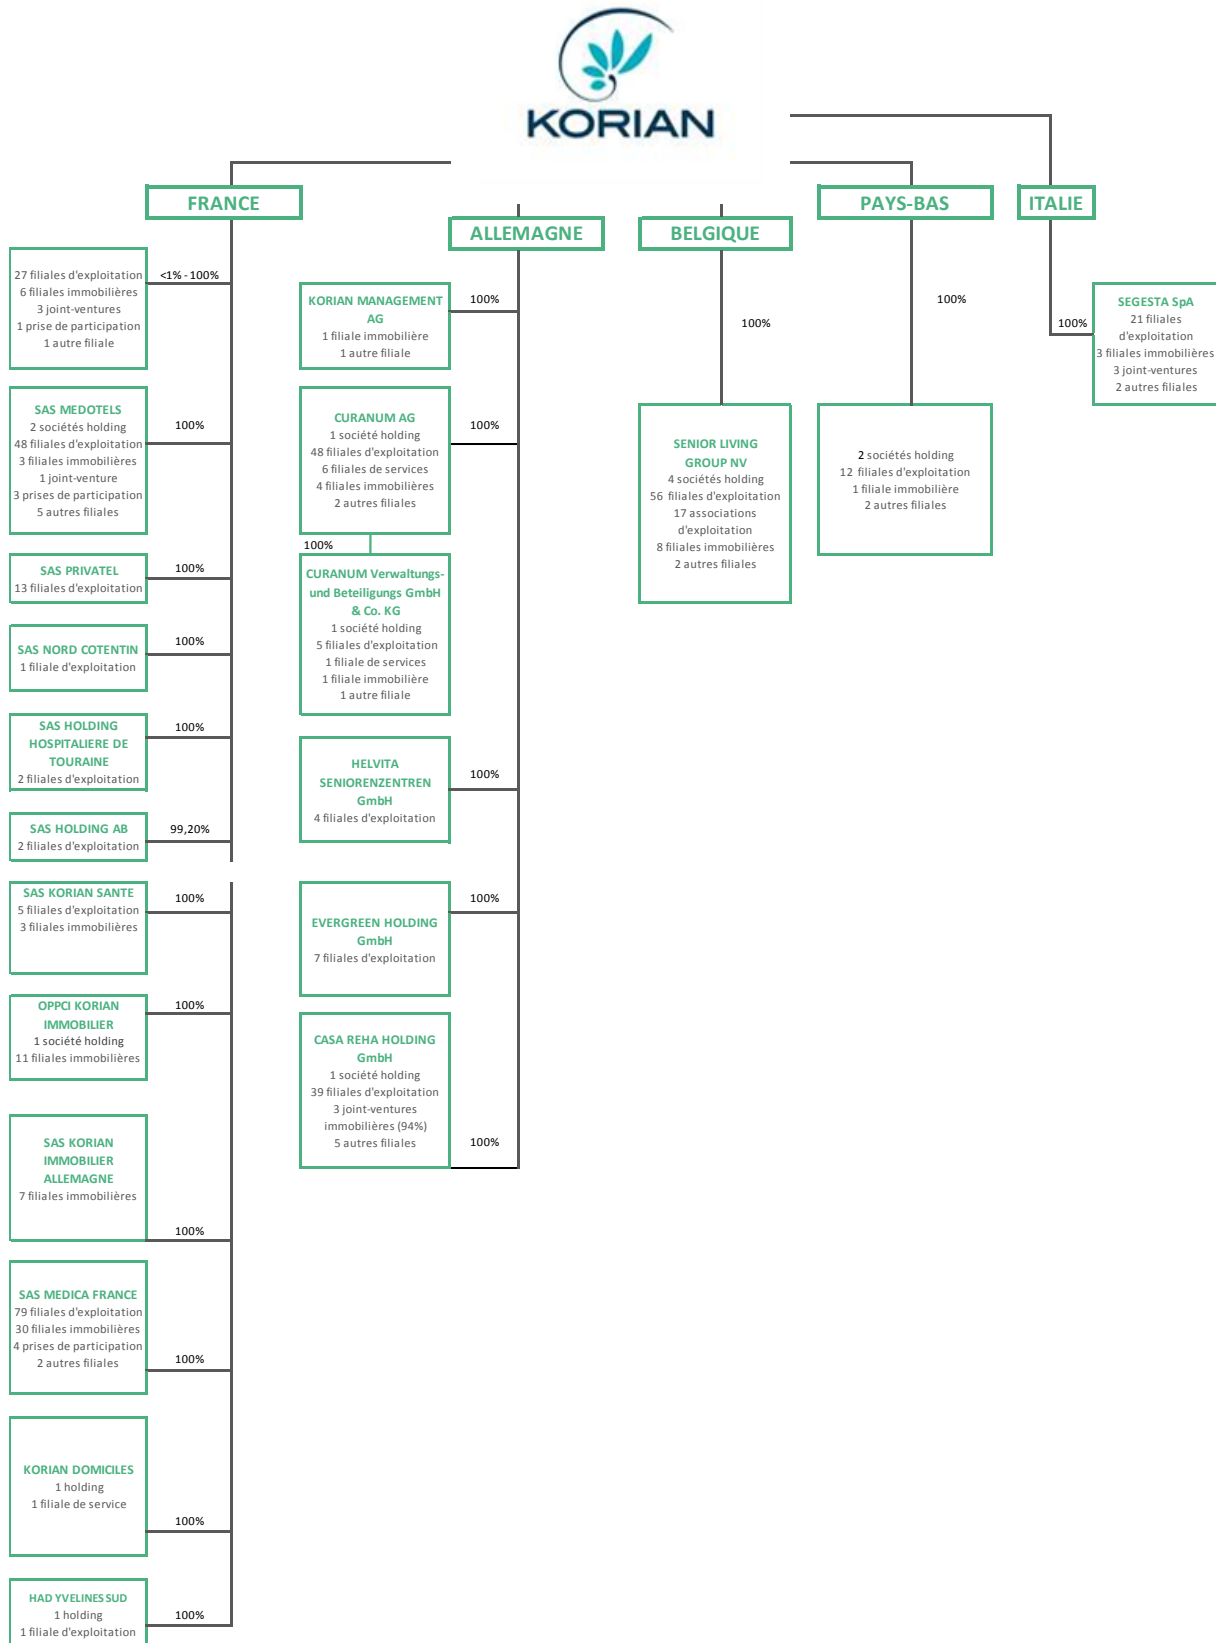 KORIAN
FRANCE
27 filiales d'exploitation
6 filiales immobilières
3 joint-ventures
1 prise de participation
1 autre filiale
<1% - 100%
SAS MEDOTELS
2 sociétés holding
48 filiales d'exploitation
3 filiales immobilières
1 joint-venture
3 prises de participation
5 autres filiales
100%
SAS PRIVATEL
13 filiales d'exploitation
100%
SAS NORD COTENTIN
1 filiale d'exploitation
100%
SAS HOLDING
HOSPITALIERE DE
TOURAINE
2 filiales d'exploitation
100%
SAS HOLDING AB
2 filiales d'exploitation
99,20%
SAS KORIAN SANTE
5 filiales d'exploitation
3 filiales immobilières
100%
OPPCI KORIAN
IMMOBILIER
1 société holding
11 filiales immobilières
100%
SAS KORIAN
IMMOBILIER
ALLEMAGNE
7 filiales immobilières
100%
SAS MEDICA FRANCE
79 filiales d'exploitation
30 filiales immobilières
4 prises de participation
2 autres filiales
100%
KORIAN DOMICILES
1 holding
1 filiale de service
100%
HAD YVELINES SUD
1 holding
1 filiale d'exploitation
100%
ALLEMAGNE
KORIAN MANAGEMENT
AG
1 filiale immobilière
1 autre filiale
100%
CURANUM AG
1 société holding
48 filiales d'exploitation
6 filiales de services
4 filiales immobilières
2 autres filiales
100%
100%
CURANUM Verwaltungs-
und Beteiligungs GmbH
& Co. KG
1 société holding
5 filiales d'exploitation
1 filiale de services
1 filiale immobilière
1 autre filiale
HELVITA
SENIORENZENTREN
GmbH
4 filiales d'exploitation
100%
EVERGREEN HOLDING
GmbH
7 filiales d'exploitation
100%
CASA REHA HOLDING
GmbH
1 société holding
39 filiales d'exploitation
3 joint-ventures
immobilières (94%)
5 autres filiales
100%
BELGIQUE
100%
SENIOR LIVING
GROUP NV
4 sociétés holding
56 filiales d'exploitation
17 associations
d'exploitation
8 filiales immobilières
2 autres filiales
PAYS-BAS
100%
2 sociétés holding
12 filiales d'exploitation
1 filiale immobilière
2 autres filiales
ITALIE
100%
SEGESTA SpA
21 filiales
d'exploitation
3 filiales immobilières
3 joint-ventures
2 autres filiales